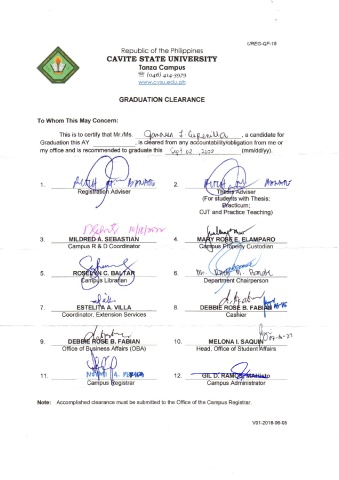 UREG-QF-19
Republic of the Philippines
CAVITE STATE UNIVERSITY
Tanza Campus
☎ (046) 414-3979
www.cvsu.edu.ph
GRADUATION CLEARANCE
To Whom This May Concern:
This is to certify that Mr./Ms. , a candidate for
Graduation this AY , is cleared from any accountability/obligation from me or
my office and is recommended to graduate this (mm/dd/yy).
1. 2.
Registration Adviser Thesis Adviser
(For students with Thesis;
Practicum;
OJT and Practice Teaching)
3. MILDRED A. SEBASTIAN 4. MARY ROSE E. ELAMPARO
Campus R & D Coordinator Campus Property Custodian
5. ROSELYN C. BALTAR 6.
Campus Librarian Department Chairperson
7. ESTELITA A. VILLA 8. DEBBIE ROSE B. FABIAN
Coordinator, Extension Services Cashier
9. DEBBIE ROSE B. FABIAN 10. MELONA I. SAQUIN
Office of Business Affairs (OBA) Head, Office of Student Affairs
11. 12. GIL D. RAMOS
Campus Registrar Campus Administrator
Note: Accomplished clearance must be submitted to the Office of the Campus Registrar.
V01-2018-06-05